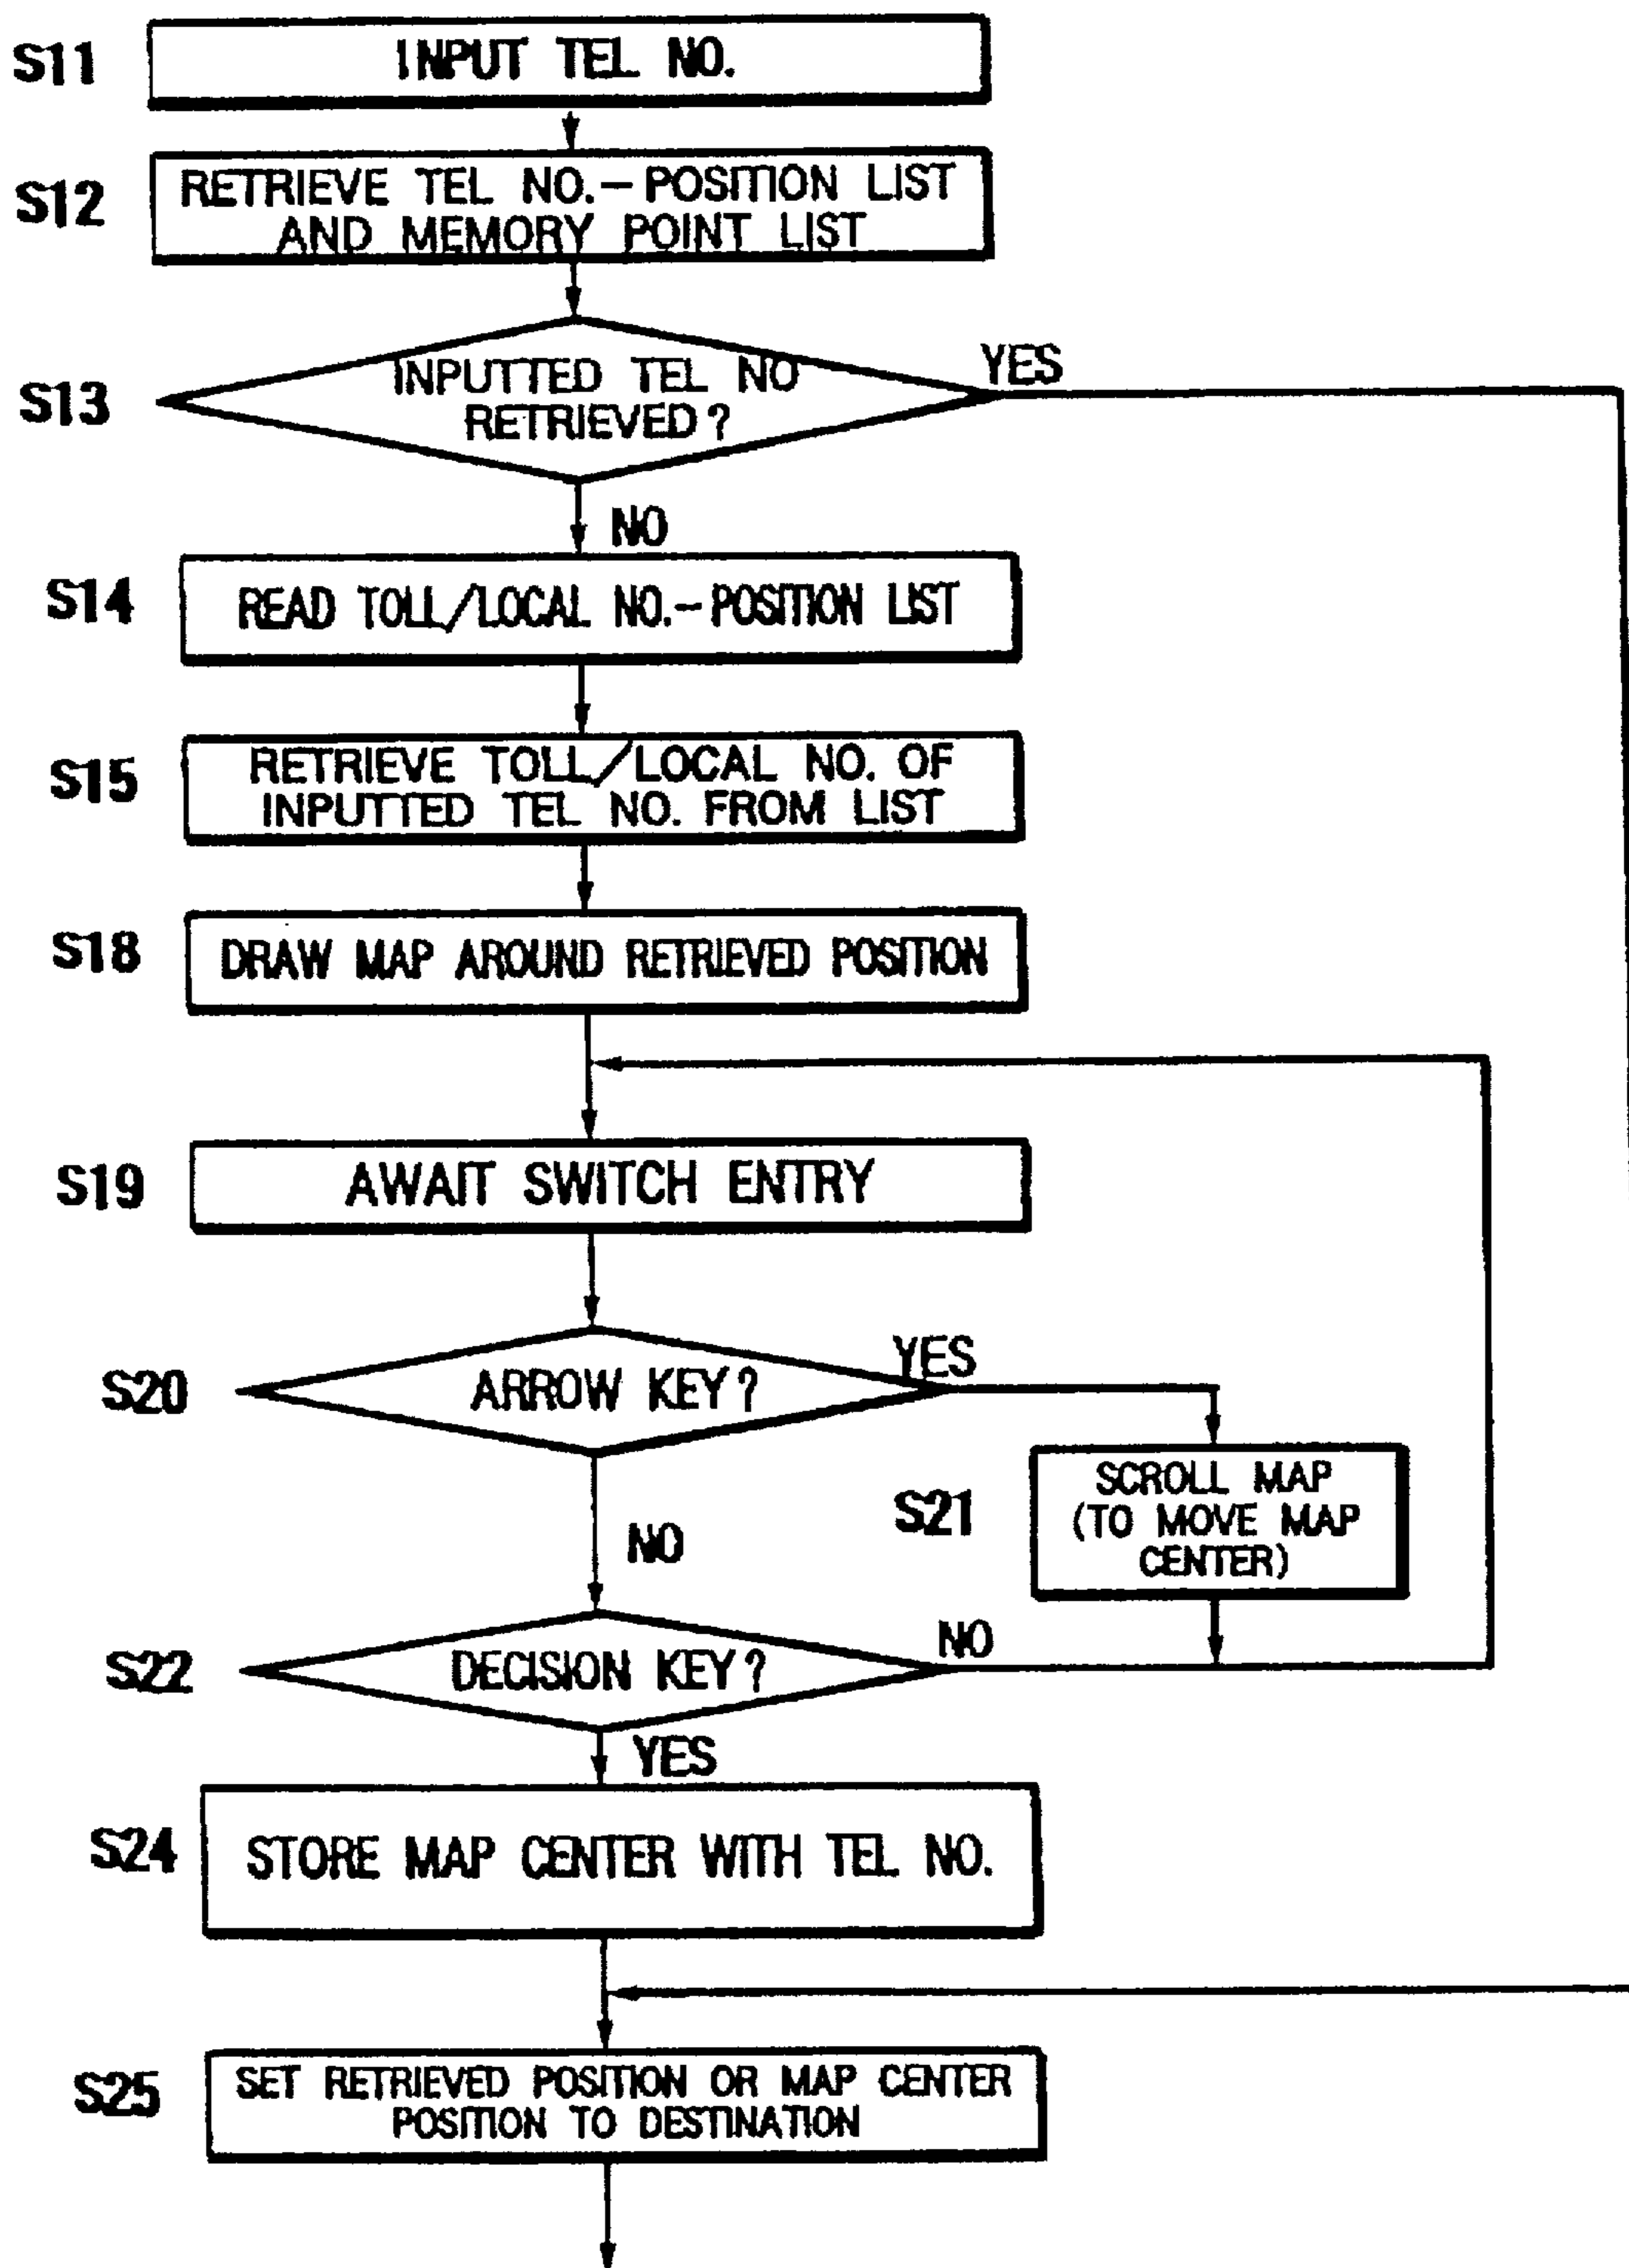 S11
INPUT TEL NO.
S12
RETRIEVE TEL NO.-POSITION LIST
AND MEMORY POINT LIST
S13
INPUTTED TEL NO
RETRIEVED?
YES
NO
S14
READ TOLL/LOCAL NO.-POSITION LIST
S15
RETRIEVE TOLL/LOCAL NO. OF
INPUTTED TEL NO. FROM LIST
S18
DRAW MAP AROUND RETRIEVED POSITION
S19
AWAIT SWITCH ENTRY
S20
ARROW KEY?
YES
S21
SCROLL MAP
(TO MOVE MAP
CENTER)
NO
S22
DECISION KEY?
NO
YES
S24
STORE MAP CENTER WITH TEL NO.
S25
SET RETRIEVED POSITION OR MAP CENTER
POSITION TO DESTINATION